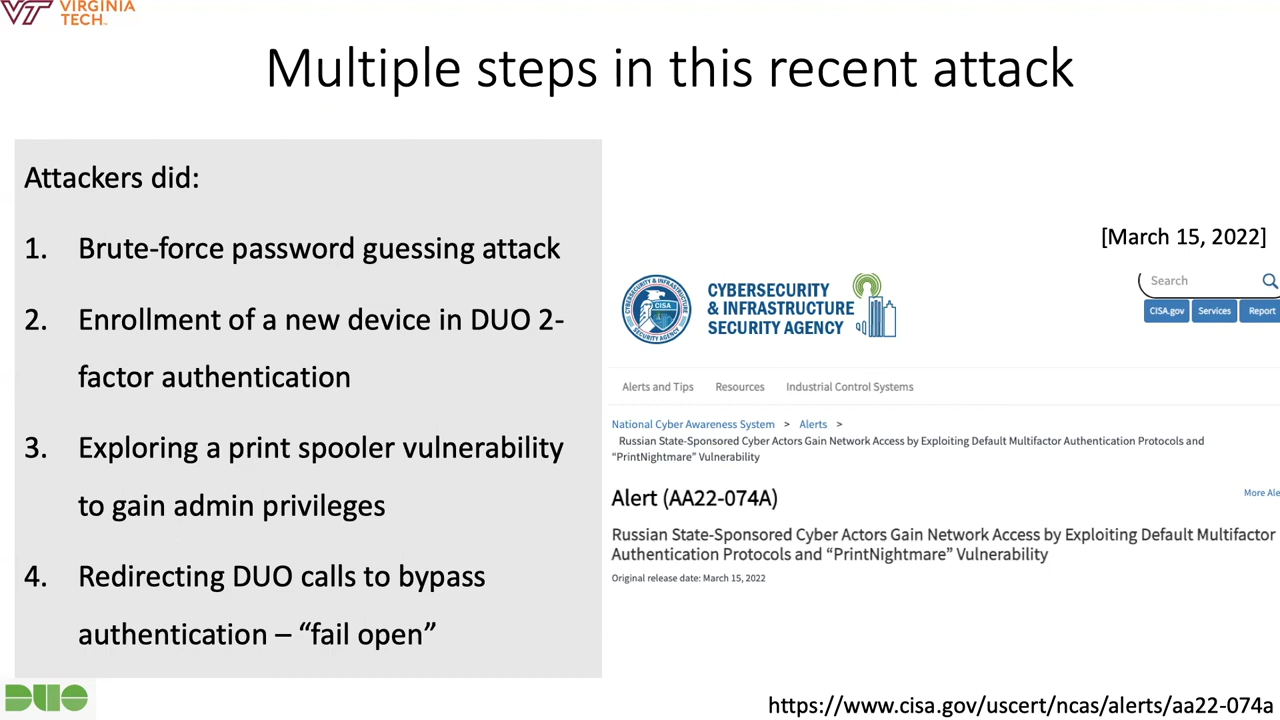 VIRGINIA
TECH
Multiple steps in this recent attack
Attackers did:
1. Brute-force password guessing attack
2. Enrollment of a new device in DUO 2-
factor authentication
3. Exploring a print spooler vulnerability
to gain admin privileges
4. Redirecting DUO calls to bypass
authentication – “fail open”
DUO
[March 15, 2022]
CISA
CYBERSECURITY
& INFRASTRUCTURE
SECURITY AGENCY
Search
CISA.gov Services Report
Alerts and Tips Resources Industrial Control Systems
National Cyber Awareness System > Alerts >
Russian State-Sponsored Cyber Actors Gain Network Access by Exploiting Default Multifactor Authentication Protocols and
“PrintNightmare” Vulnerability
Alert (AA22-074A)
More Ale
Russian State-Sponsored Cyber Actors Gain Network Access by Exploiting Default Multifactor
Authentication Protocols and “PrintNightmare” Vulnerability
Original release date: March 15, 2022
https://www.cisa.gov/uscert/ncas/alerts/aa22-074a